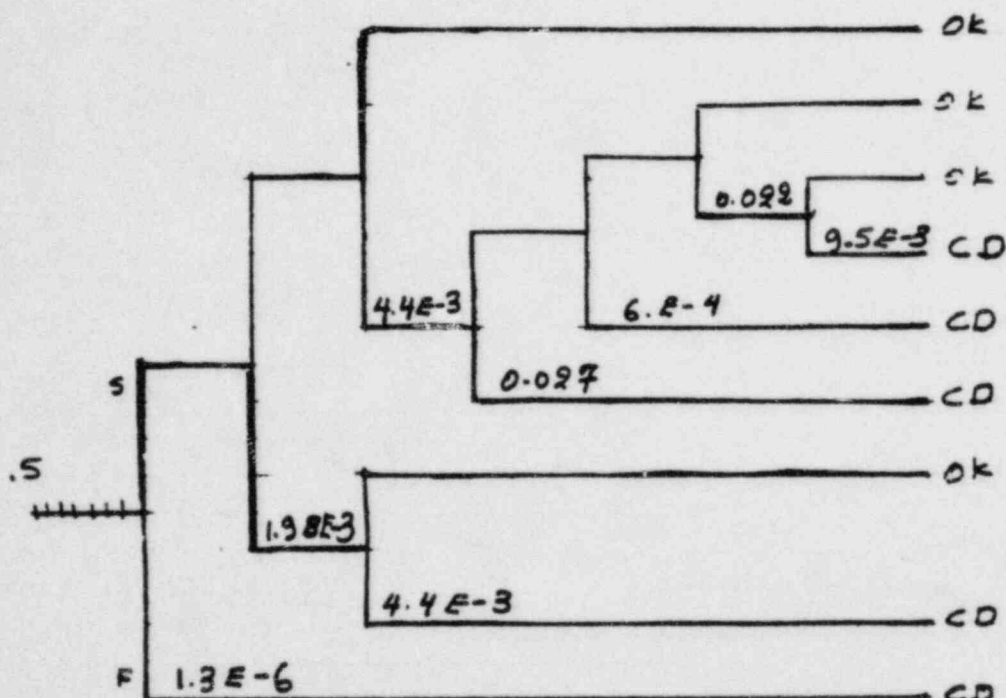 OK
OK
0.022
OK
9.5E-3 CD
4.4E-3
6.E-4 CD
S
0.027 CD
.5
OK
1.98E-3
4.4E-3 CD
F 1.3E-6 CD